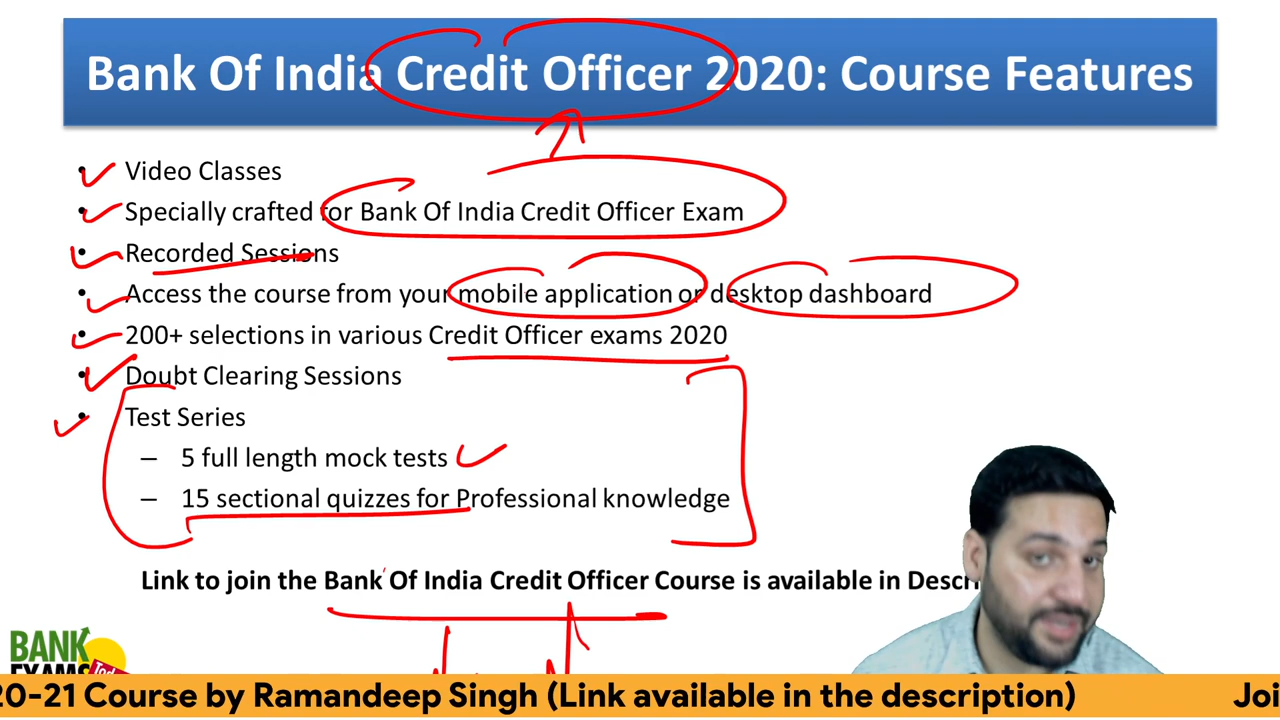 Bank Of India Credit Officer 2020: Course Features
• Video Classes
• Specially crafted for Bank Of India Credit Officer Exam
• Recorded Sessions
• Access the course from your mobile application or desktop dashboard
• 200+ selections in various Credit Officer exams 2020
• Doubt Clearing Sessions
• Test Series
– 5 full length mock tests
– 15 sectional quizzes for Professional knowledge
Link to join the Bank Of India Credit Officer Course is available in Descri
BANK
EXAMS Today
20-21 Course by Ramandeep Singh (Link available in the description) Joi